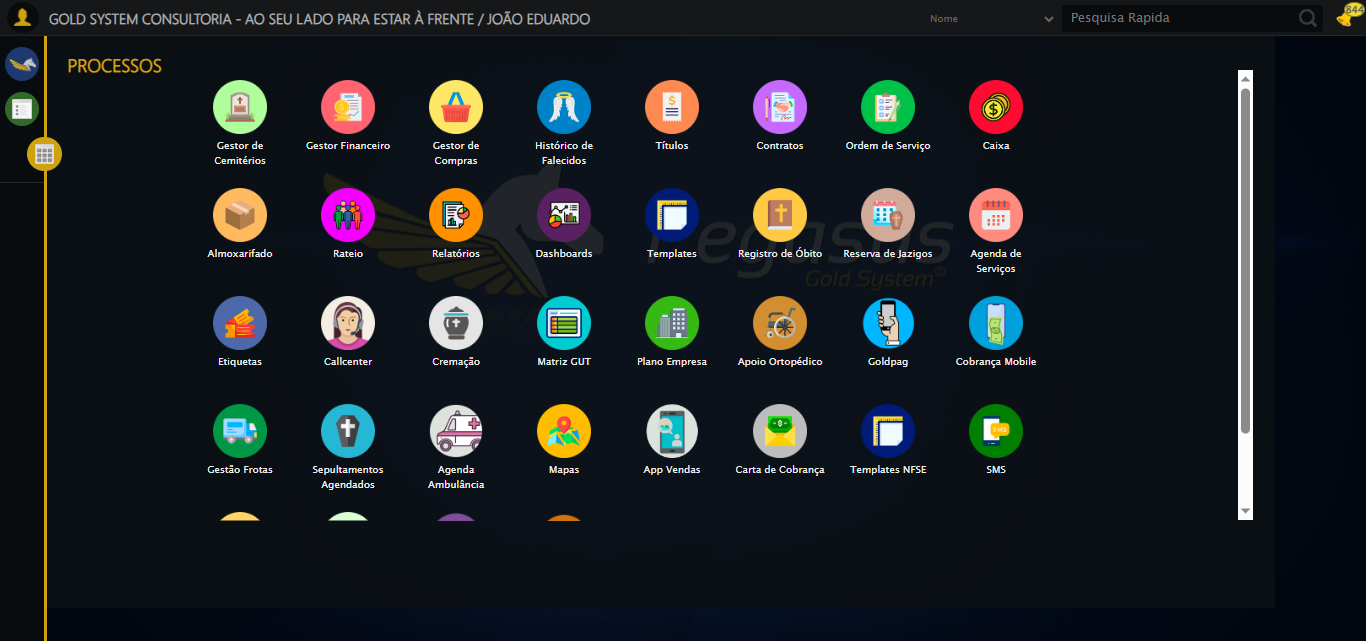 GOLD SYSTEM CONSULTORIA - AO SEU LADO PARA ESTAR À FRENTE / JOÃO EDUARDO
Nome
Pesquisa Rapida
844
PROCESSOS
Gestor de
Cemitérios
Gestor Financeiro
Gestor de
Compras
Histórico de
Falecidos
Títulos
Contratos
Ordem de Serviço
Caixa
Almoxarifado
Rateio
Relatórios
Dashboards
Templates
Registro de Óbito
Reserva de Jazigos
Agenda de
Serviços
Pegasus
Gold System®
Etiquetas
Callcenter
Cremação
Matriz GUT
Plano Empresa
Apoio Ortopédico
Goldpag
Cobrança Mobile
Gestão Frotas
Sepultamentos
Agendados
Agenda
Ambulância
Mapas
App Vendas
Carta de Cobrança
Templates NFSE
SMS
SMS